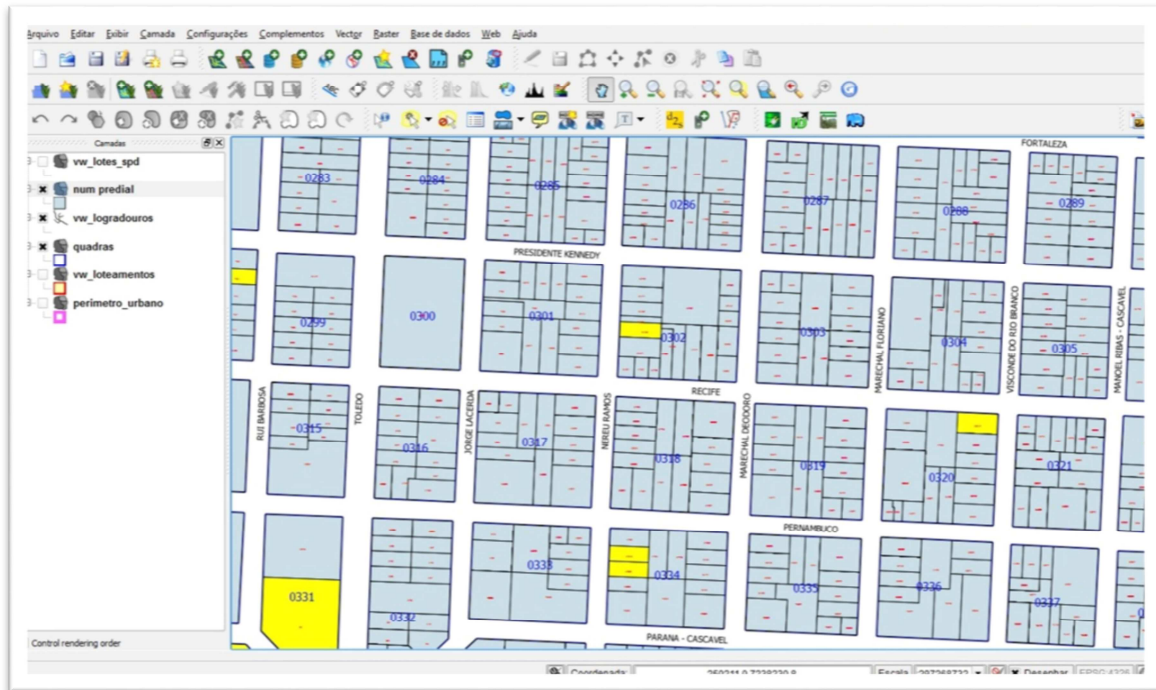 Arquivo Editar Exibir Camada Configurações Complementos Vector Raster Base de dados Web Ajuda
Camadas
vw_lotes_spd
num predial
vw_logradouros
quadras
vw_loteamentos
perimetro_urbano
Control rendering order
FORTALEZA
0283 0284 0285 0286 0287 0288 0289
PRESIDENTE KENNEDY
0299 0300 0301 0302 0303 0304 0305
MARECHAL FLORIANO
VISCONDE DO RIO BRANCO
MANOEL RIBAS - CASCAVEL
RECIFE
RUI BARBOSA
TOLEDO
JORGE LACERDA
NEREU RAMOS
MARECHAL DEODORO
0315 0316 0317 0318 0319 0320 0321
PERNAMBUCO
0331 0332 0333 0334 0335 0336 0337
PARANA - CASCAVEL
Coordenada: Escala Desenhar EPSG:4326